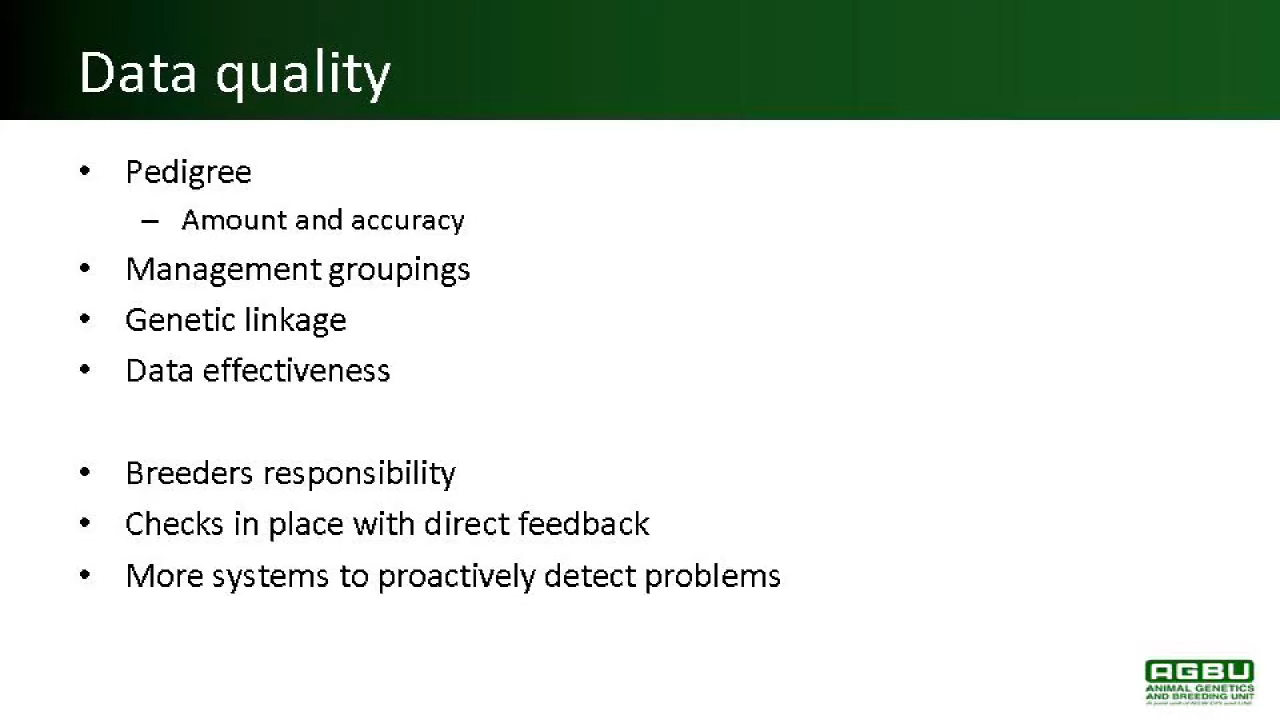 Data quality
• Pedigree
– Amount and accuracy
• Management groupings
• Genetic linkage
• Data effectiveness
• Breeders responsibility
• Checks in place with direct feedback
• More systems to proactively detect problems
AGBU
ANIMAL GENETICS
AND BREEDING UNIT